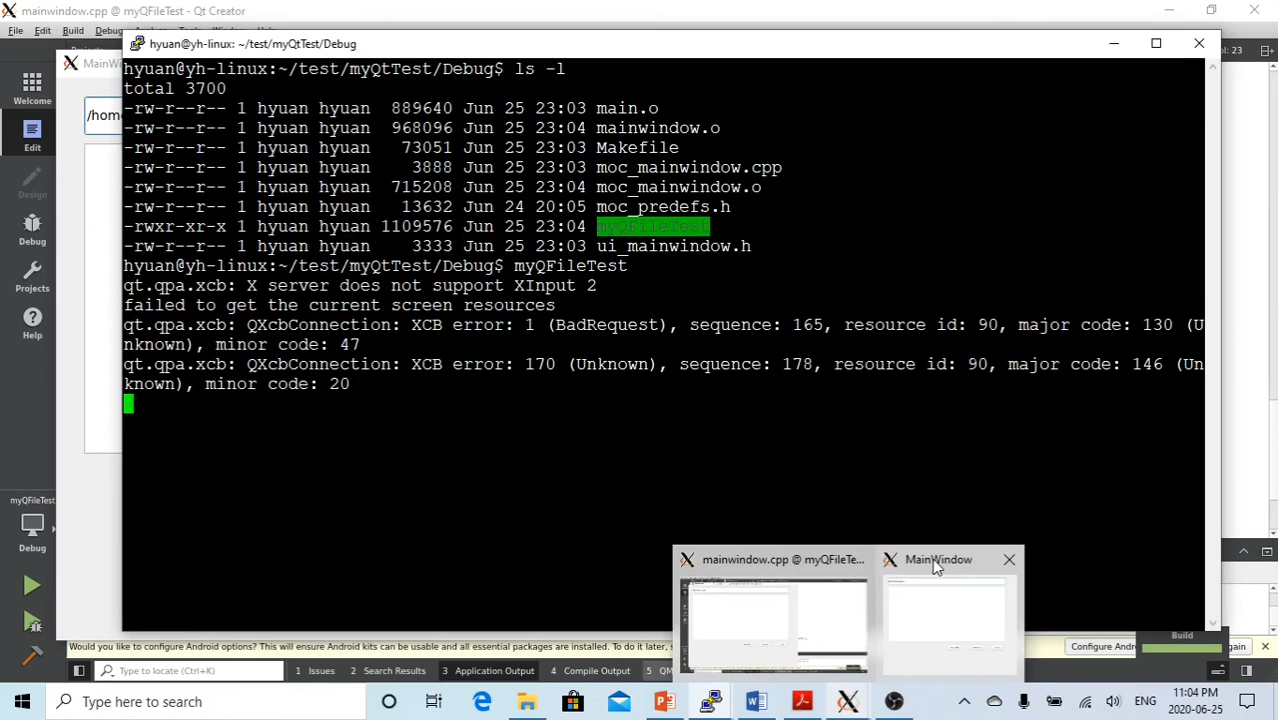 mainwindow.cpp @ myQFileTest - Qt Creator
File Edit Build Debug
hyuan@yh-linux: ~/test/myQtTest/Debug
hyuan@yh-linux:~/test/myQtTest/Debug$ ls -l
total 3700
-rw-r--r-- 1 hyuan hyuan 889640 Jun 25 23:03 main.o
-rw-r--r-- 1 hyuan hyuan 968096 Jun 25 23:04 mainwindow.o
-rw-r--r-- 1 hyuan hyuan 73051 Jun 25 23:03 Makefile
-rw-r--r-- 1 hyuan hyuan 3888 Jun 25 23:03 moc_mainwindow.cpp
-rw-r--r-- 1 hyuan hyuan 715208 Jun 25 23:04 moc_mainwindow.o
-rw-r--r-- 1 hyuan hyuan 13632 Jun 24 20:05 moc_predefs.h
-rwxr-xr-x 1 hyuan hyuan 1109576 Jun 25 23:04 myQFileTest
-rw-r--r-- 1 hyuan hyuan 3333 Jun 25 23:03 ui_mainwindow.h
hyuan@yh-linux:~/test/myQtTest/Debug$ myQFileTest
qt.qpa.xcb: X server does not support XInput 2
failed to get the current screen resources
qt.qpa.xcb: QXcbConnection: XCB error: 1 (BadRequest), sequence: 165, resource id: 90, major code: 130 (U
nknown), minor code: 47
qt.qpa.xcb: QXcbConnection: XCB error: 170 (Unknown), sequence: 178, resource id: 90, major code: 146 (Un
known), minor code: 20
MainWi
/hom
Col: 23
Welcome
Edit
Design
Debug
Projects
Help
myQFileTest
Debug
mainwindow.cpp @ myQFileTe...
MainWindow
Would you like to configure Android options? This will ensure Android kits can be usable and all essential packages are installed. To do it later, s
Configure Andro
again
Build
Type to locate (Ctrl+K)
1 Issues
2 Search Results
3 Application Output
4 Compile Output
5 QM
Type here to search
ENG
11:04 PM
2020-06-25